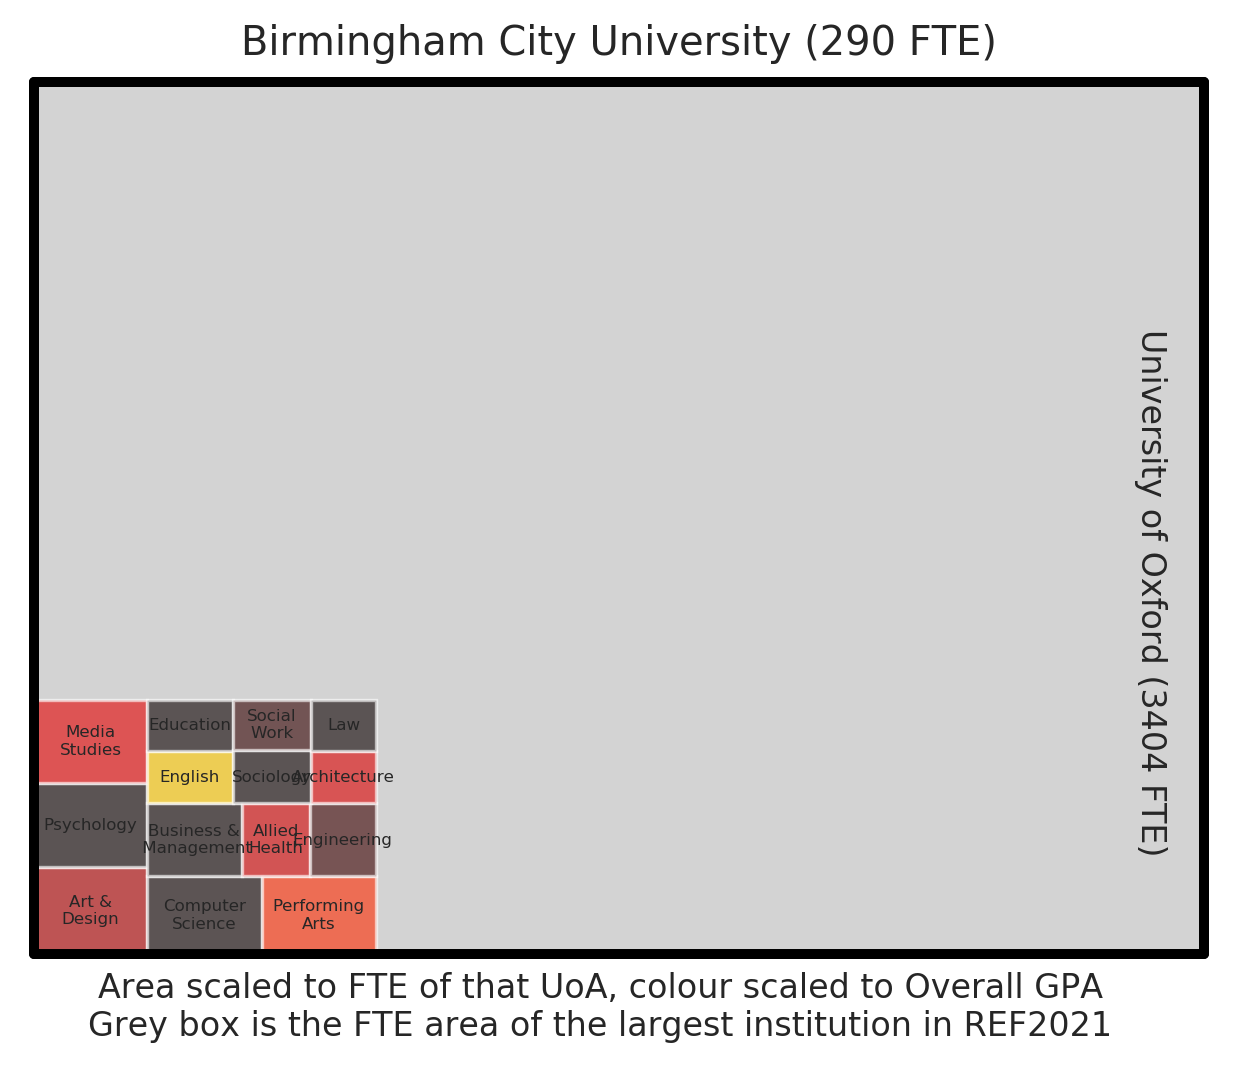 Birmingham City University (290 FTE)
University of Oxford (3404 FTE)
Media
Studies
Education
Social
Work
Law
English
Sociology
Architecture
Psychology
Business &
Management
Allied
Health
Engineering
Art &
Design
Computer
Science
Performing
Arts
Area scaled to FTE of that UoA, colour scaled to Overall GPA
Grey box is the FTE area of the largest institution in REF2021